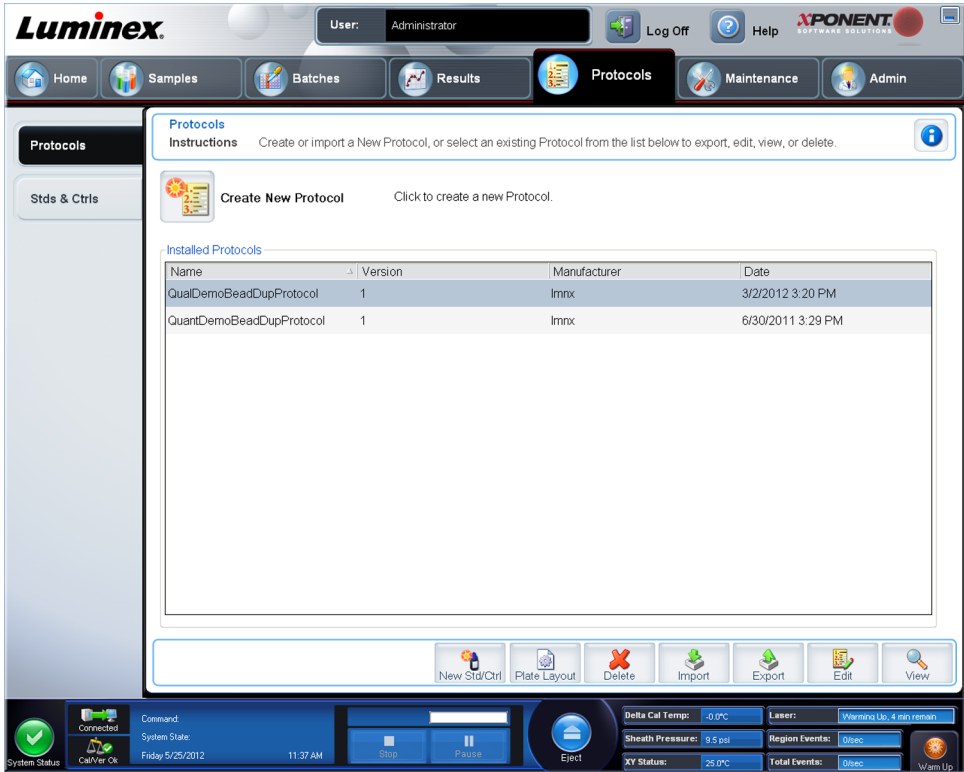 Luminex.
User: Administrator
Log Off
Help
XPONENT.
SOFTWARE SOLUTIONS
Home
Samples
Batches
Results
Protocols
Maintenance
Admin
Protocols
Stds & Ctrls
Protocols
Instructions Create or import a New Protocol, or select an existing Protocol from the list below to export, edit, view, or delete.
Create New Protocol Click to create a new Protocol.
Installed Protocols
Name Version Manufacturer Date
QualDemoBeadDupProtocol 1 lmnx 3/2/2012 3:20 PM
QuantDemoBeadDupProtocol 1 lmnx 6/30/2011 3:29 PM
New Std/Ctrl
Plate Layout
Delete
Import
Export
Edit
View
System Status
Connected
Cal/Ver Ok
Command:
System State:
Friday 5/25/2012 11:37 AM
Stop
Pause
Eject
Delta Cal Temp: -0.0°C
Sheath Pressure: 9.5 psi
XY Status: 25.0°C
Laser: Warming Up, 4 min remain
Region Events: 0/sec
Total Events: 0/sec
Warm Up